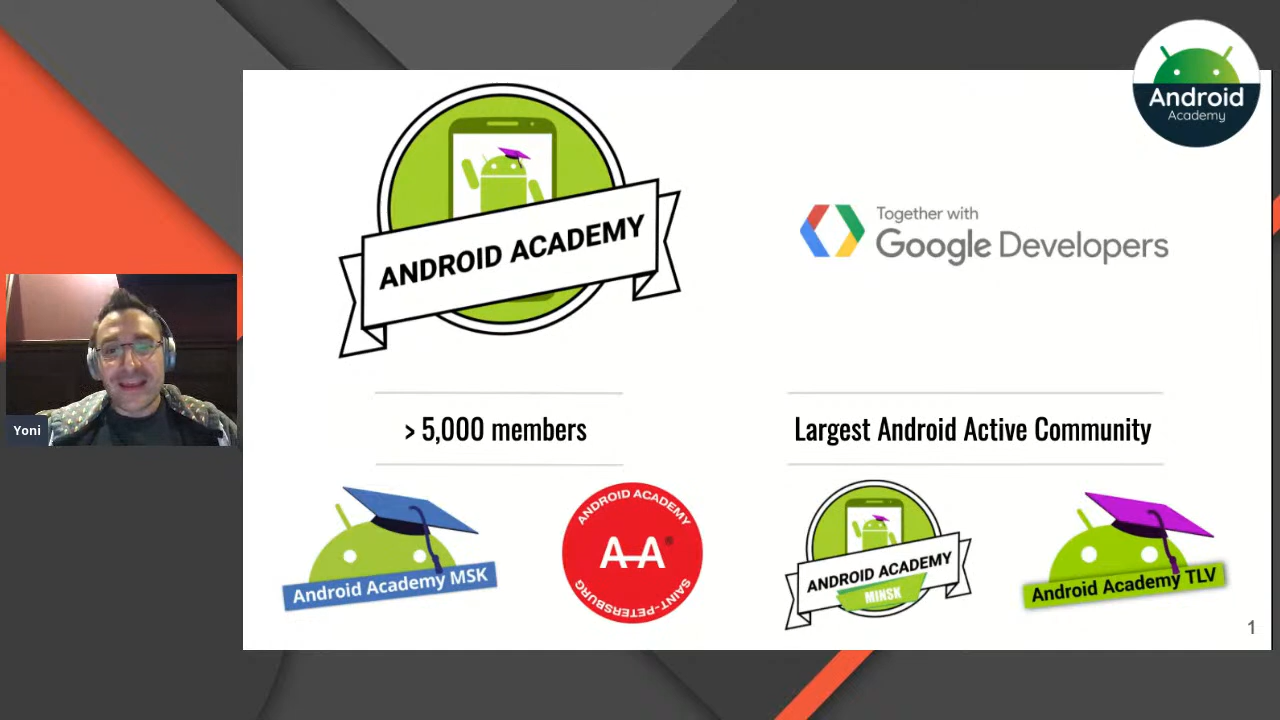 Android
Academy
ANDROID ACADEMY
Together with
Google Developers
> 5,000 members
Largest Android Active Community
Yoni
Android Academy MSK
ANDROID ACADEMY
A-A
SAINT-PETERSBURG
ANDROID ACADEMY
MINSK
Android Academy TLV
1